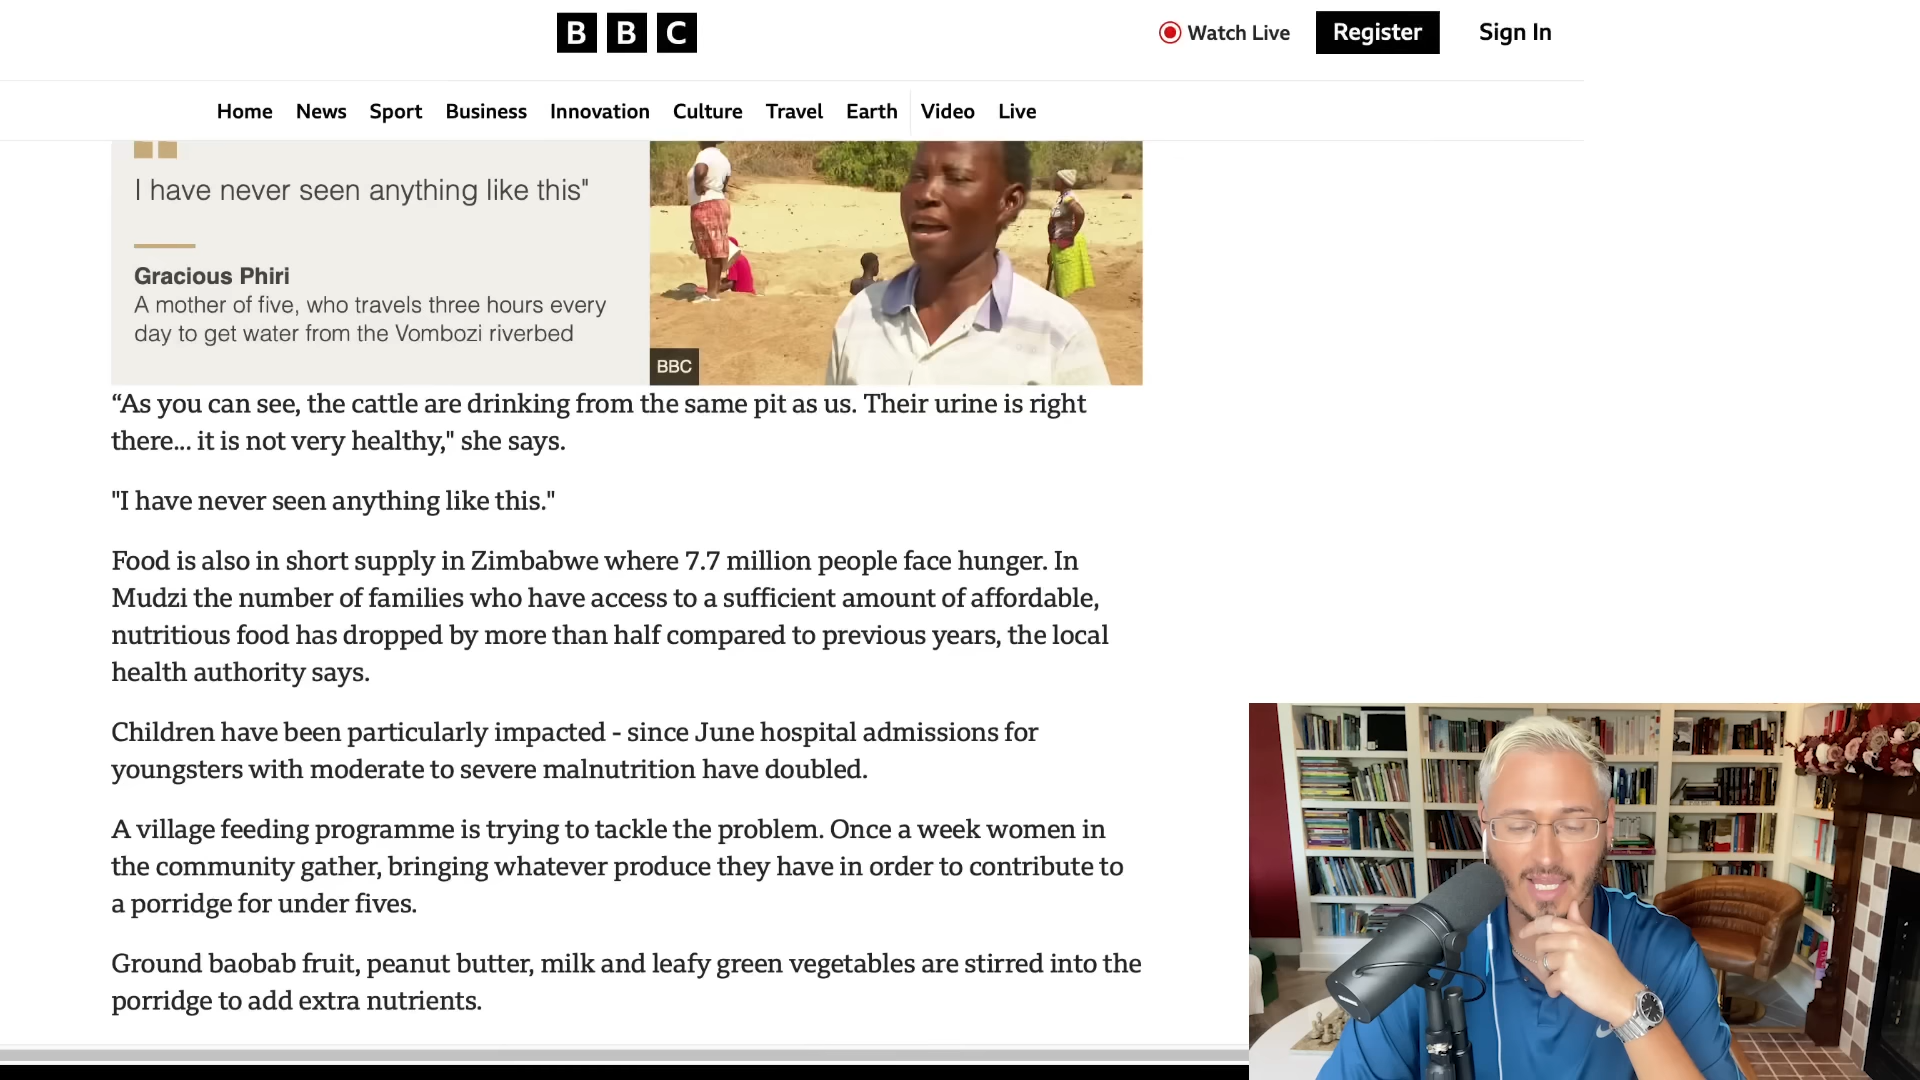 BBC
Watch Live
Register
Sign In
Home News Sport Business Innovation Culture Travel Earth Video Live
I have never seen anything like this"
Gracious Phiri
A mother of five, who travels three hours every
day to get water from the Vombozi riverbed
BBC
“As you can see, the cattle are drinking from the same pit as us. Their urine is right
there... it is not very healthy," she says.
"I have never seen anything like this."
Food is also in short supply in Zimbabwe where 7.7 million people face hunger. In
Mudzi the number of families who have access to a sufficient amount of affordable,
nutritious food has dropped by more than half compared to previous years, the local
health authority says.
Children have been particularly impacted - since June hospital admissions for
youngsters with moderate to severe malnutrition have doubled.
A village feeding programme is trying to tackle the problem. Once a week women in
the community gather, bringing whatever produce they have in order to contribute to
a porridge for under fives.
Ground baobab fruit, peanut butter, milk and leafy green vegetables are stirred into the
porridge to add extra nutrients.